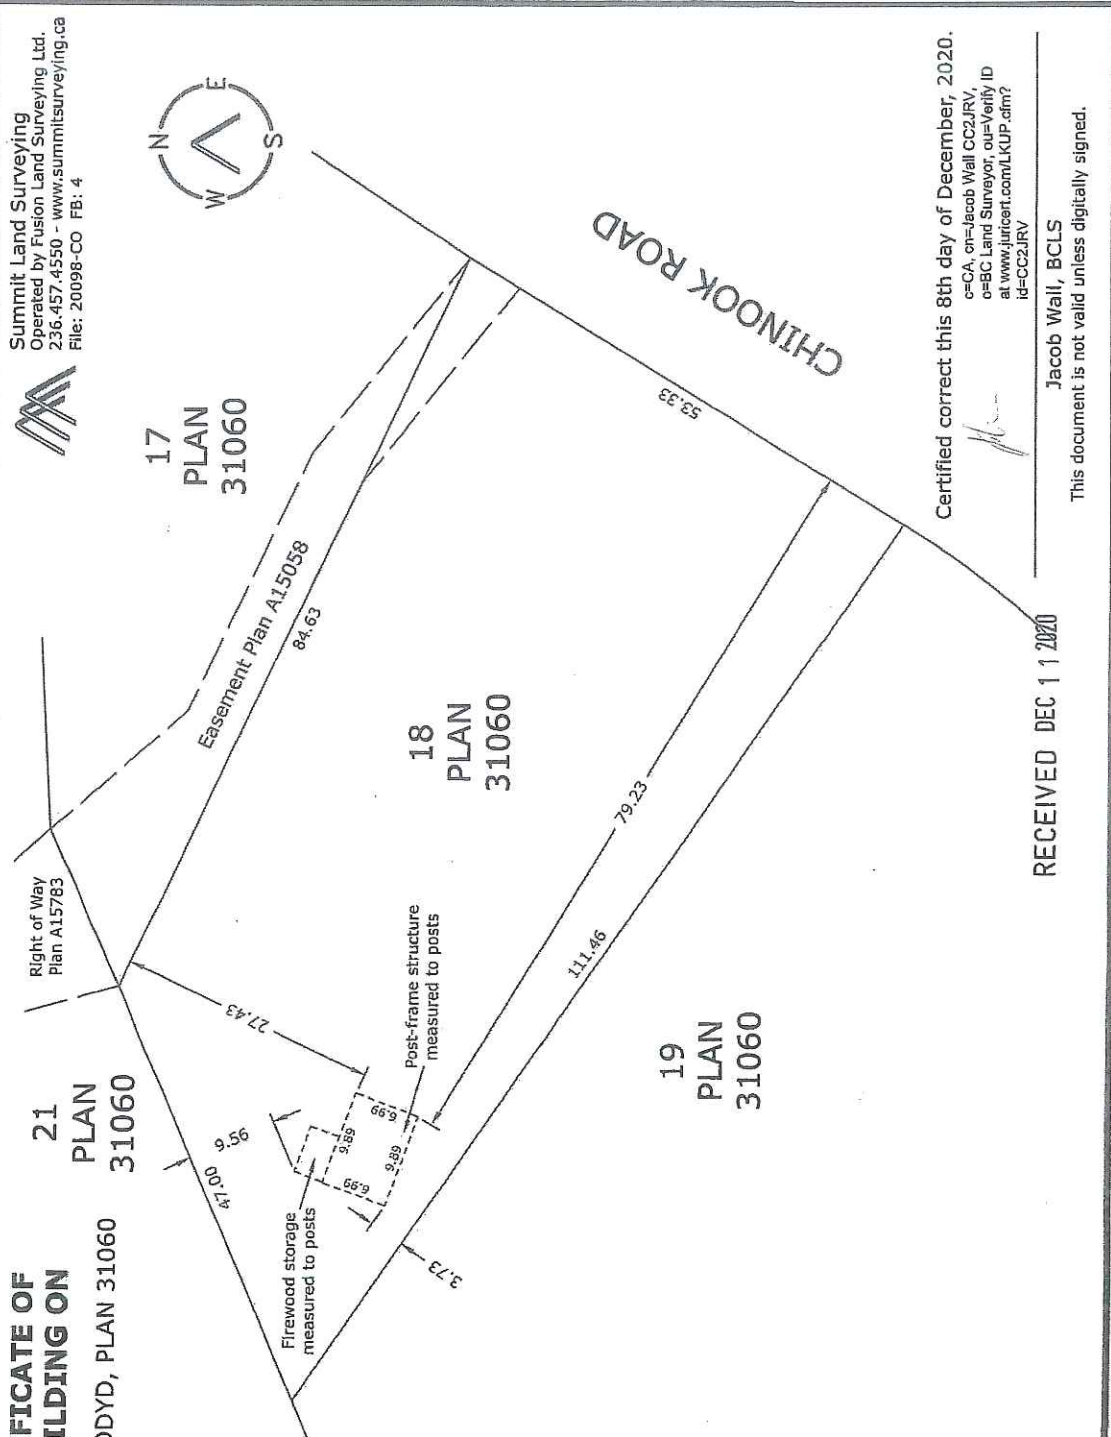 FICATE OF
ILDING ON
DDYD, PLAN 31060
Summit Land Surveying
Operated by Fusion Land Surveying Ltd.
236.457.4550 - www.summitsurveying.ca
File: 20098-CO FB: 4
N
E
S
W
17
PLAN
31060
21
PLAN
31060
Right of Way
Plan A15783
Easement Plan A15058
84.63
18
PLAN
31060
CHINOOK ROAD
53.33
47.00
9.56
27.43
Firewood storage
measured to posts
Post-frame structure
measured to posts
9.89
6.99
9.89
6.99
3.73
79.23
111.46
19
PLAN
31060
Certified correct this 8th day of December, 2020.
c=CA, cn=Jacob Wall CC2JRV,
o=BC Land Surveyor, ou=Verify ID
at www.juricert.com/LKUP.cfm?
id=CC2JRV
Jacob Wall, BCLS
This document is not valid unless digitally signed.
RECEIVED DEC 11 2020